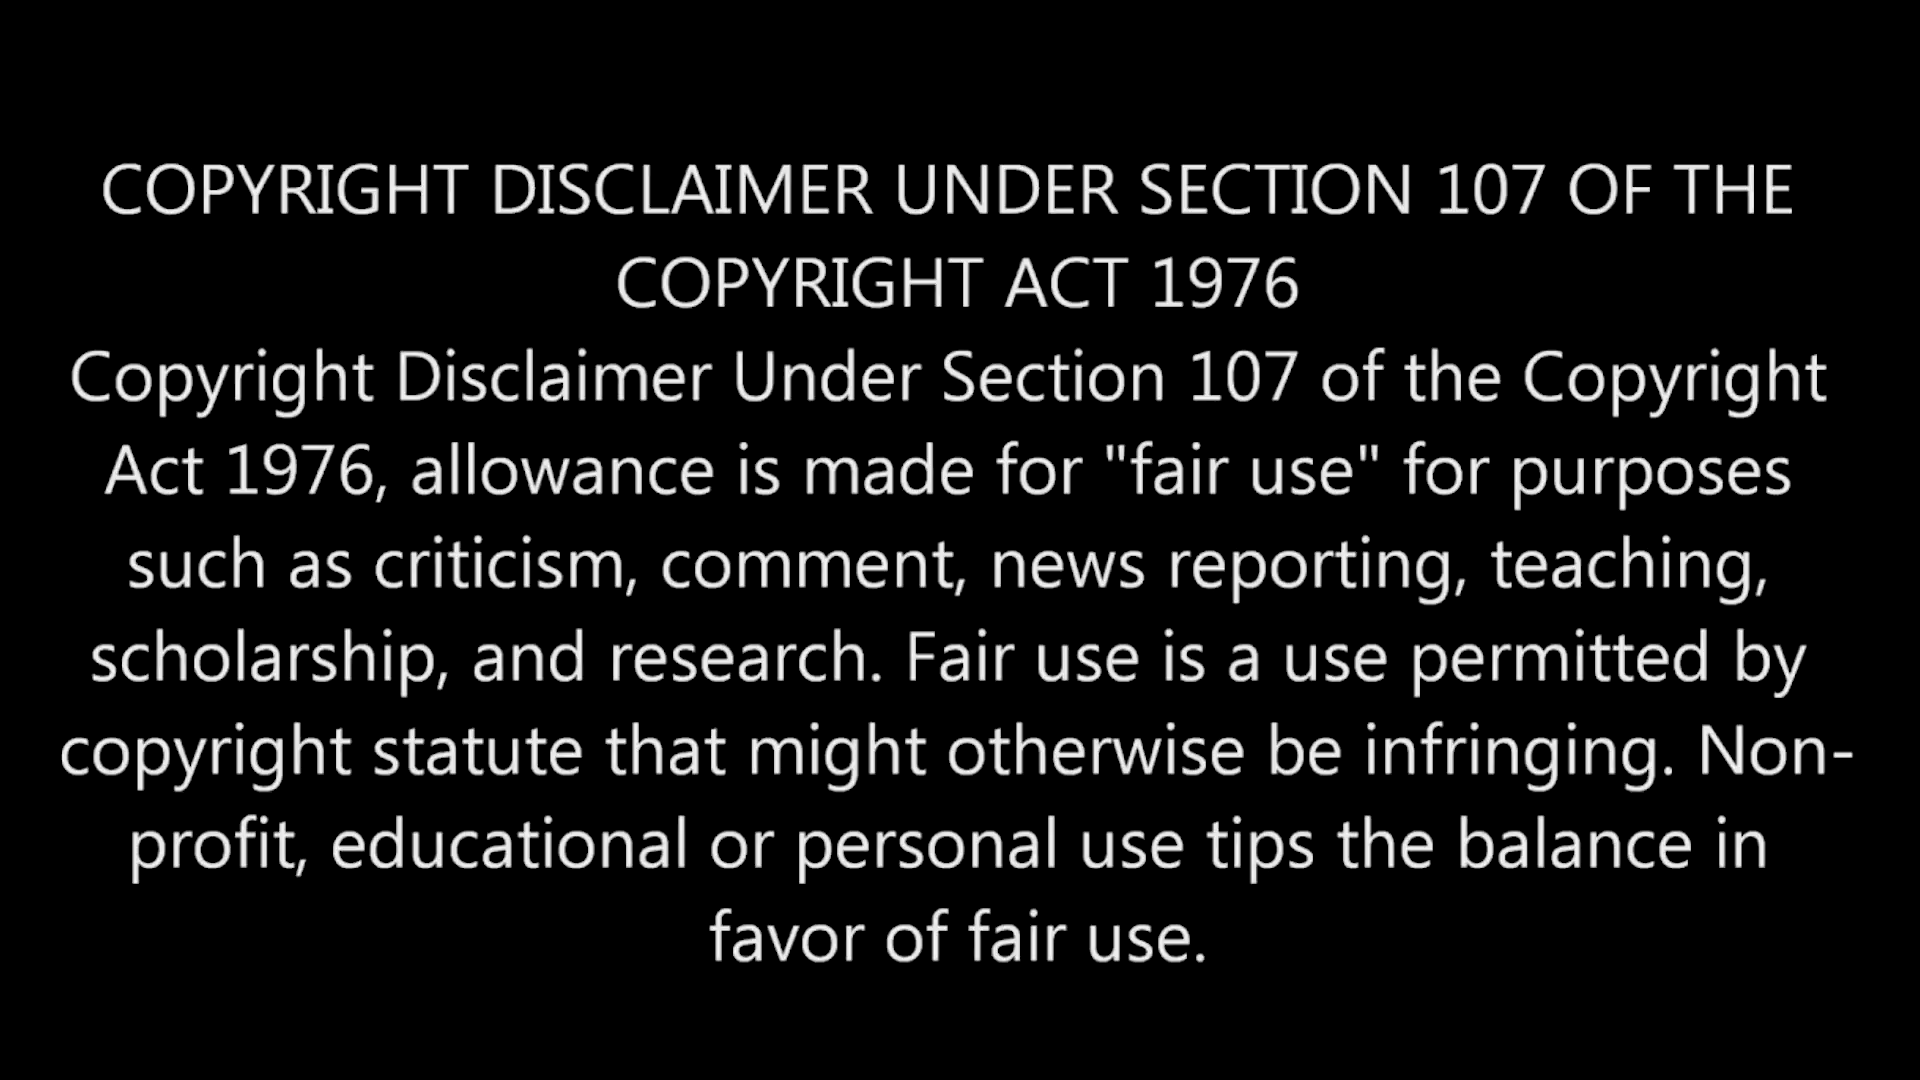 COPYRIGHT DISCLAIMER UNDER SECTION 107 OF THE
COPYRIGHT ACT 1976
Copyright Disclaimer Under Section 107 of the Copyright
Act 1976, allowance is made for "fair use" for purposes
such as criticism, comment, news reporting, teaching,
scholarship, and research. Fair use is a use permitted by
copyright statute that might otherwise be infringing. Non-
profit, educational or personal use tips the balance in
favor of fair use.